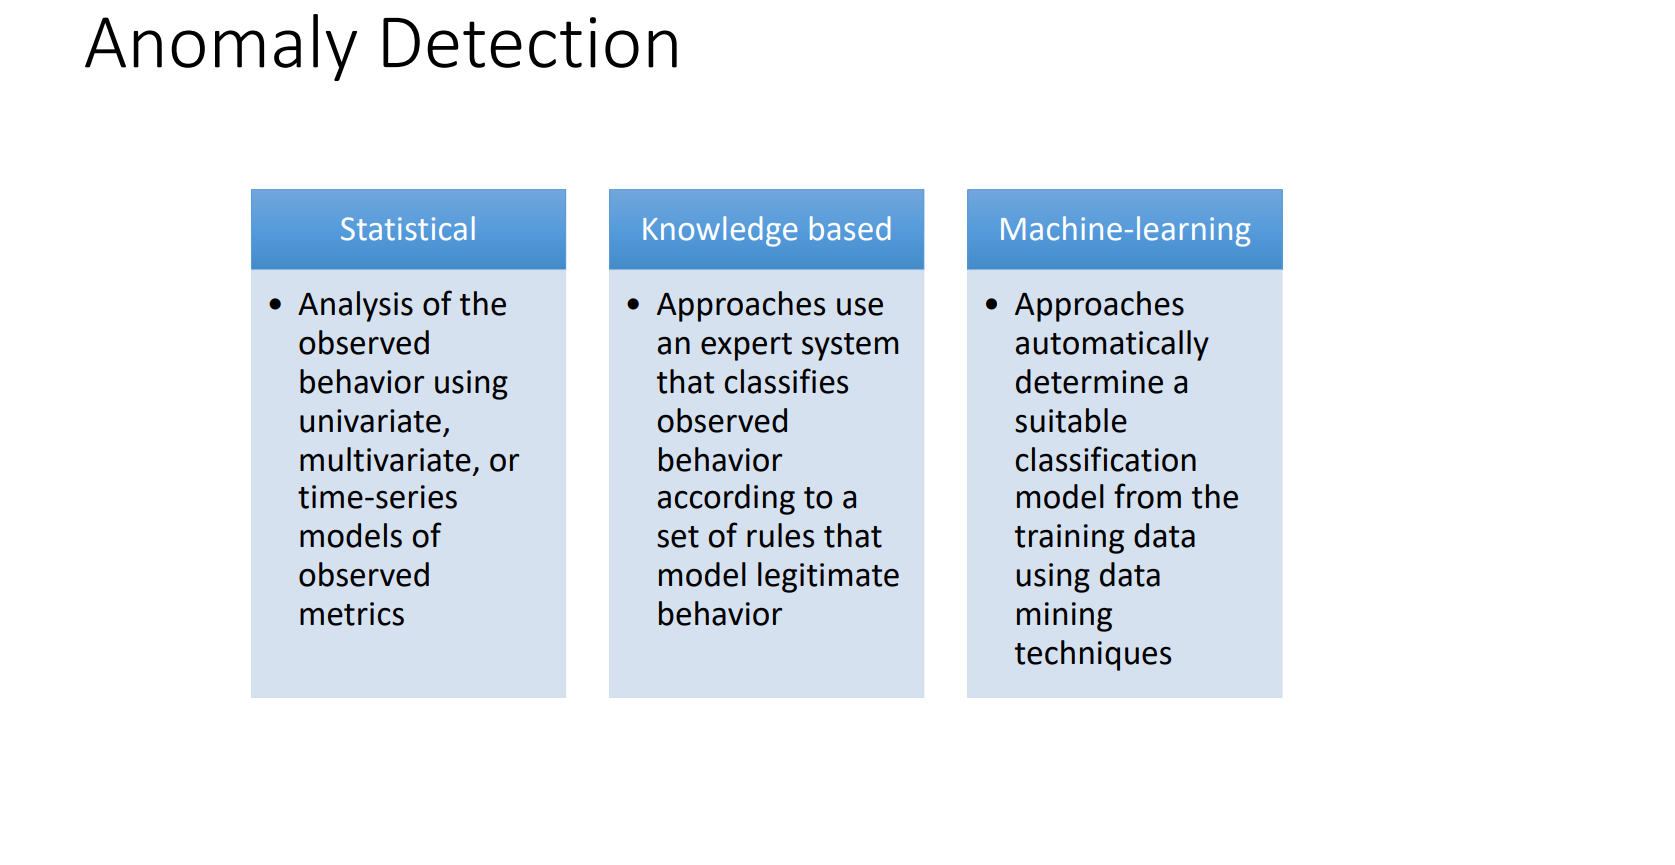 Anomaly Detection
Statistical
• Analysis of the
observed
behavior using
univariate,
multivariate, or
time-series
models of
observed
metrics
Knowledge based
• Approaches use
an expert system
that classifies
observed
behavior
according to a
set of rules that
model legitimate
behavior
Machine-learning
• Approaches
automatically
determine a
suitable
classification
model from the
training data
using data
mining
techniques